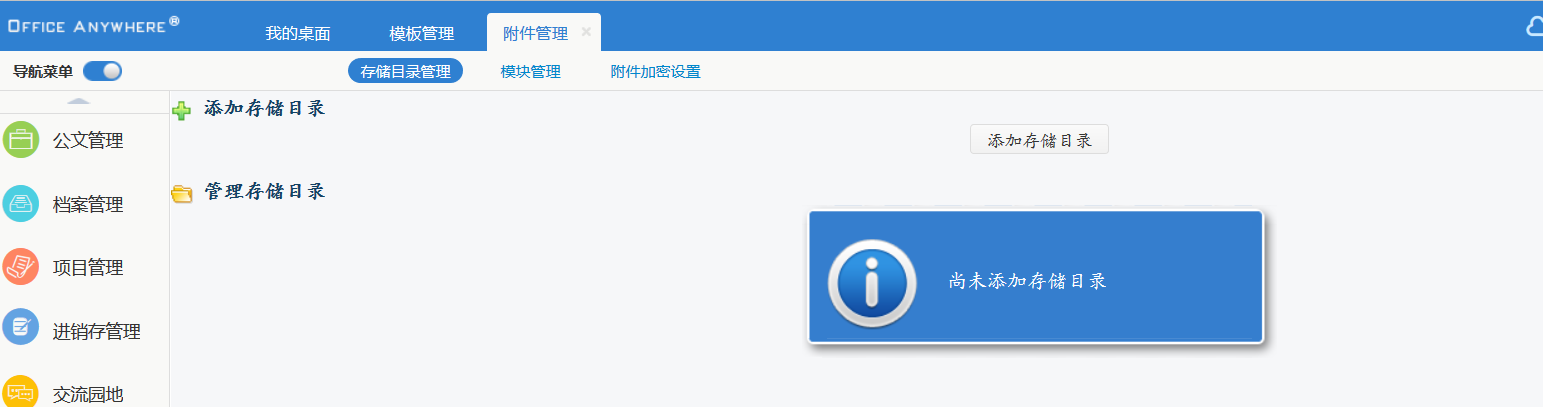 OFFICE ANYWHERE®
我的桌面 模板管理 附件管理 ×
导航菜单 存储目录管理 模块管理 附件加密设置
添加存储目录
添加存储目录
公文管理
管理存储目录
档案管理
项目管理
尚未添加存储目录
进销存管理
交流园地